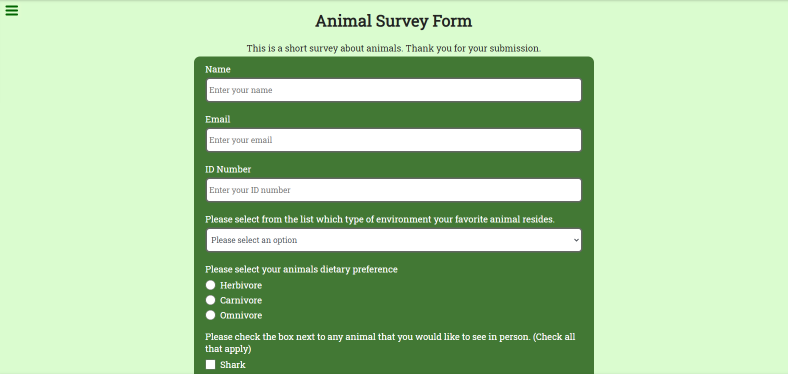 Animal Survey Form
This is a short survey about animals. Thank you for your submission.
Name
Enter your name
Email
Enter your email
ID Number
Enter your ID number
Please select from the list which type of environment your favorite animal resides.
Please select an option
Please select your animals dietary preference
Herbivore
Carnivore
Omnivore
Please check the box next to any animal that you would like to see in person. (Check all
that apply)
Shark